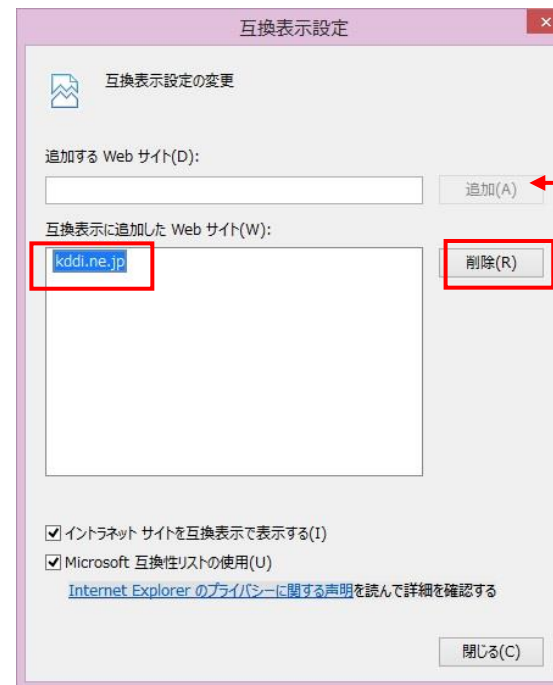 互換表示設定
×
互換表示設定の変更
追加する Web サイト(D):
追加(A)
互換表示に追加した Web サイト(W):
kddi.ne.jp
削除(R)
イントラネット サイトを互換表示で表示する(I)
Microsoft 互換性リストの使用(U)
Internet Explorer のプライバシーに関する声明を読んで詳細を確認する
閉じる(C)